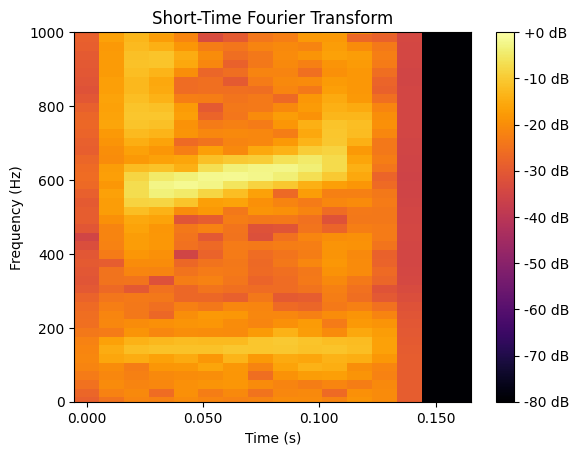 Short-Time Fourier Transform
1000
800
600
400
200
0
Frequency (Hz)
0.000
0.050
0.100
0.150
Time (s)
+0 dB
-10 dB
-20 dB
-30 dB
-40 dB
-50 dB
-60 dB
-70 dB
-80 dB